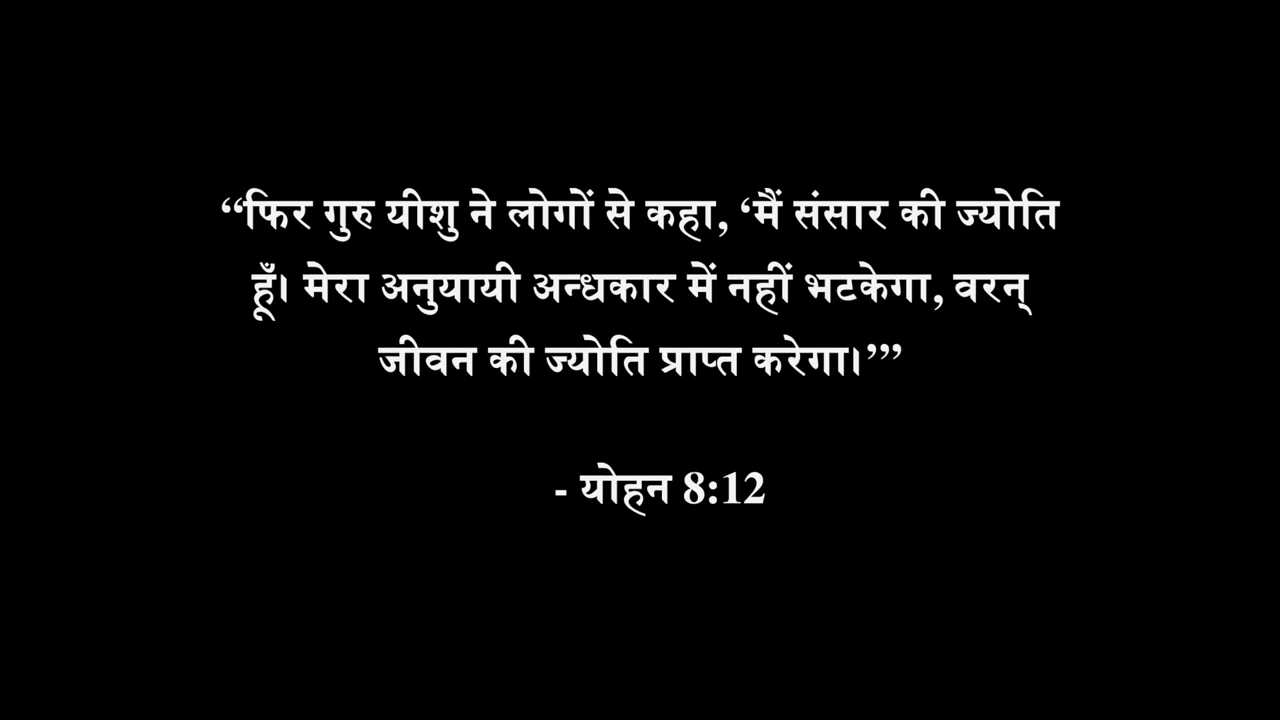 “फिर गुरु यीशु ने लोगों से कहा, ‘मैं संसार की ज्योति
हूँ। मेरा अनुयायी अन्धकार में नहीं भटकेगा, वरन्
जीवन की ज्योति प्राप्त करेगा।’”
- योहन 8:12